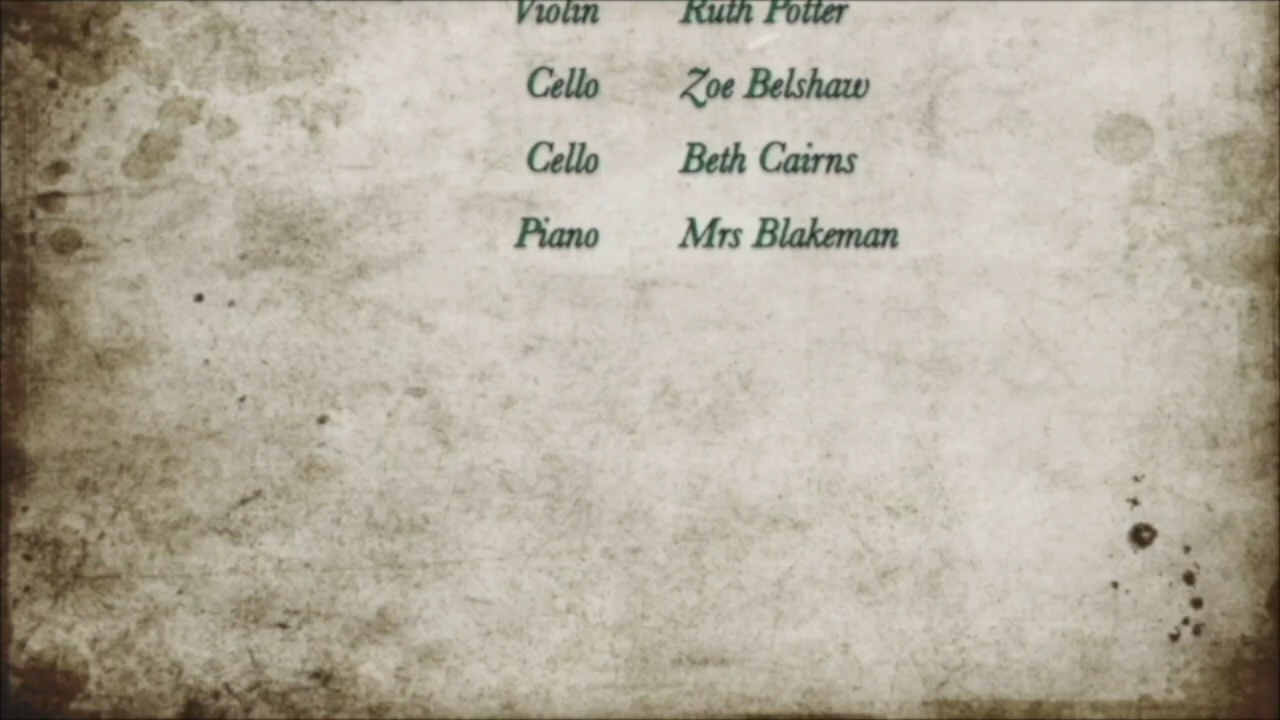 Violin Ruth Potter
Cello Zoe Belshaw
Cello Beth Cairns
Piano Mrs Blakeman